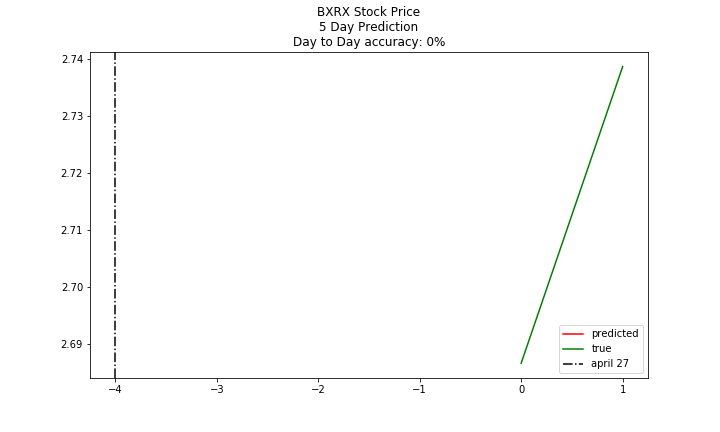 BXRX Stock Price
5 Day Prediction
Day to Day accuracy: 0%
2.74
2.73
2.72
2.71
2.70
2.69
predicted
true
april 27
−4
−3
−2
−1
0
1